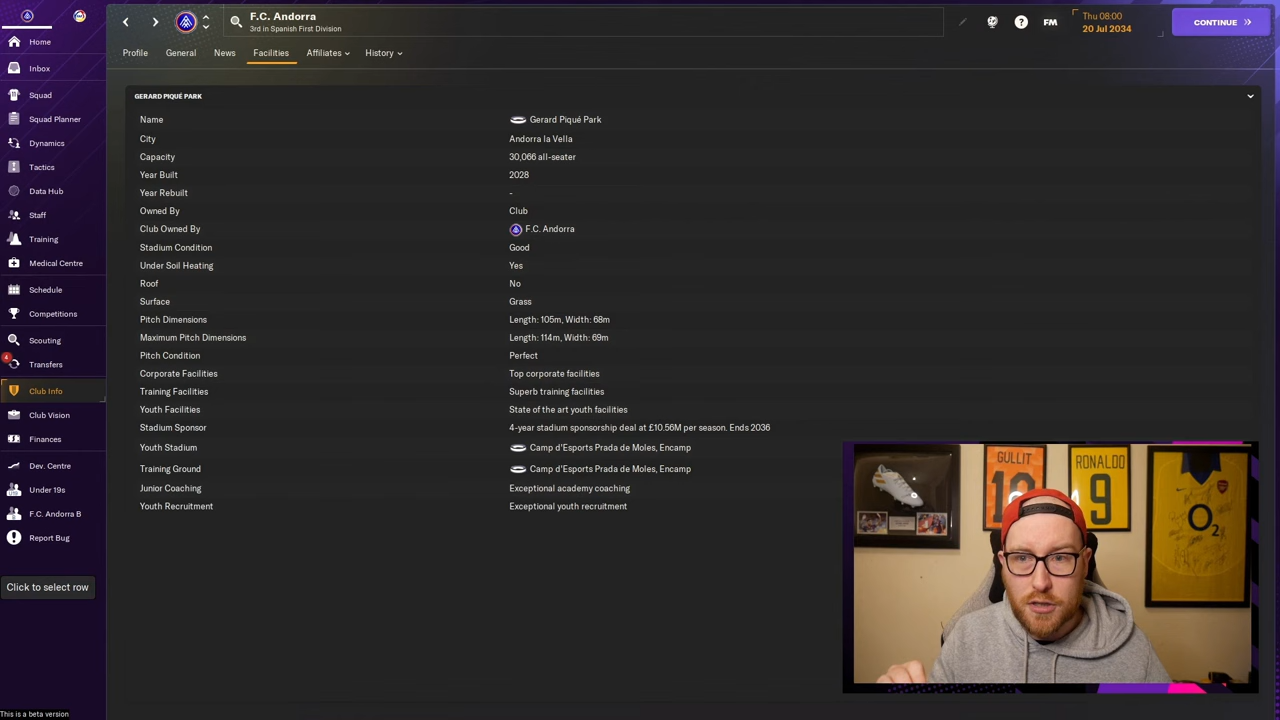 F.C. Andorra
3rd in Spanish First Division
FM
Thu 08:00
20 Jul 2034
CONTINUE
Profile
General
News
Facilities
Affiliates
History
Home
Inbox
Squad
Squad Planner
Dynamics
Tactics
Data Hub
Staff
Training
Medical Centre
Schedule
Competitions
Scouting
4
Transfers
Club Info
Club Vision
Finances
Dev. Centre
Under 19s
F.C. Andorra B
Report Bug
Click to select row
This is a beta version
GERARD PIQUÉ PARK
Name Gerard Piqué Park
City Andorra la Vella
Capacity 30,066 all-seater
Year Built 2028
Year Rebuilt -
Owned By Club
Club Owned By F.C. Andorra
Stadium Condition Good
Under Soil Heating Yes
Roof No
Surface Grass
Pitch Dimensions Length: 105m, Width: 68m
Maximum Pitch Dimensions Length: 114m, Width: 69m
Pitch Condition Perfect
Corporate Facilities Top corporate facilities
Training Facilities Superb training facilities
Youth Facilities State of the art youth facilities
Stadium Sponsor 4-year stadium sponsorship deal at £10.56M per season. Ends 2036
Youth Stadium Camp d'Esports Prada de Moles, Encamp
Training Ground Camp d'Esports Prada de Moles, Encamp
Junior Coaching Exceptional academy coaching
Youth Recruitment Exceptional youth recruitment
GULLIT
RONALDO
9
O2